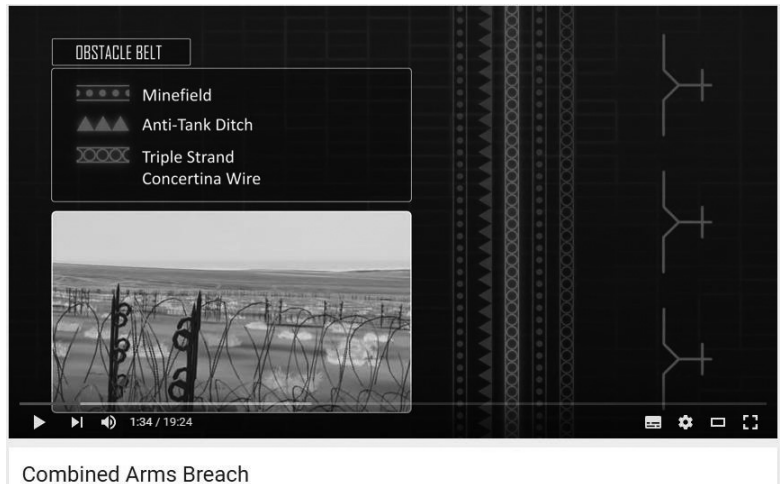 OBSTACLE BELT
Minefield
Anti-Tank Ditch
Triple Strand
Concertina Wire
1:34 / 19:24
Combined Arms Breach